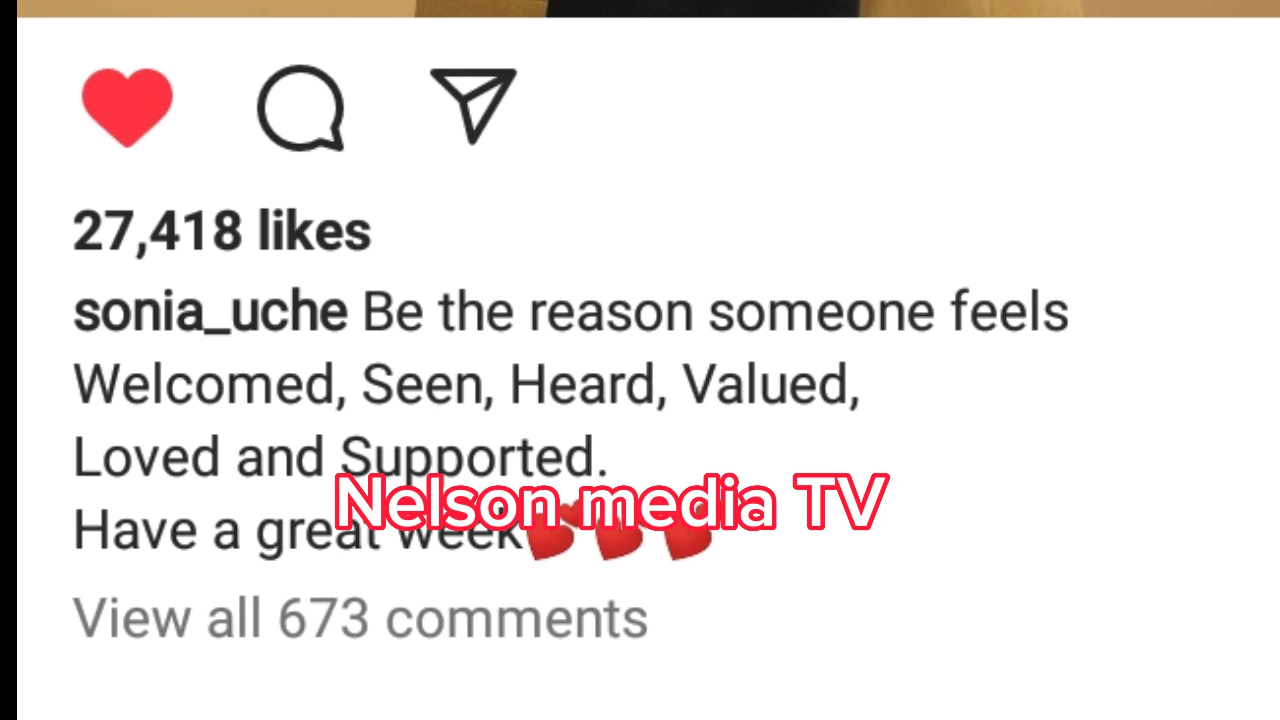 27,418 likes
sonia_uche Be the reason someone feels
Welcomed, Seen, Heard, Valued,
Loved and Supported.
Nelson media TV
Have a great week💕💕💕
View all 673 comments